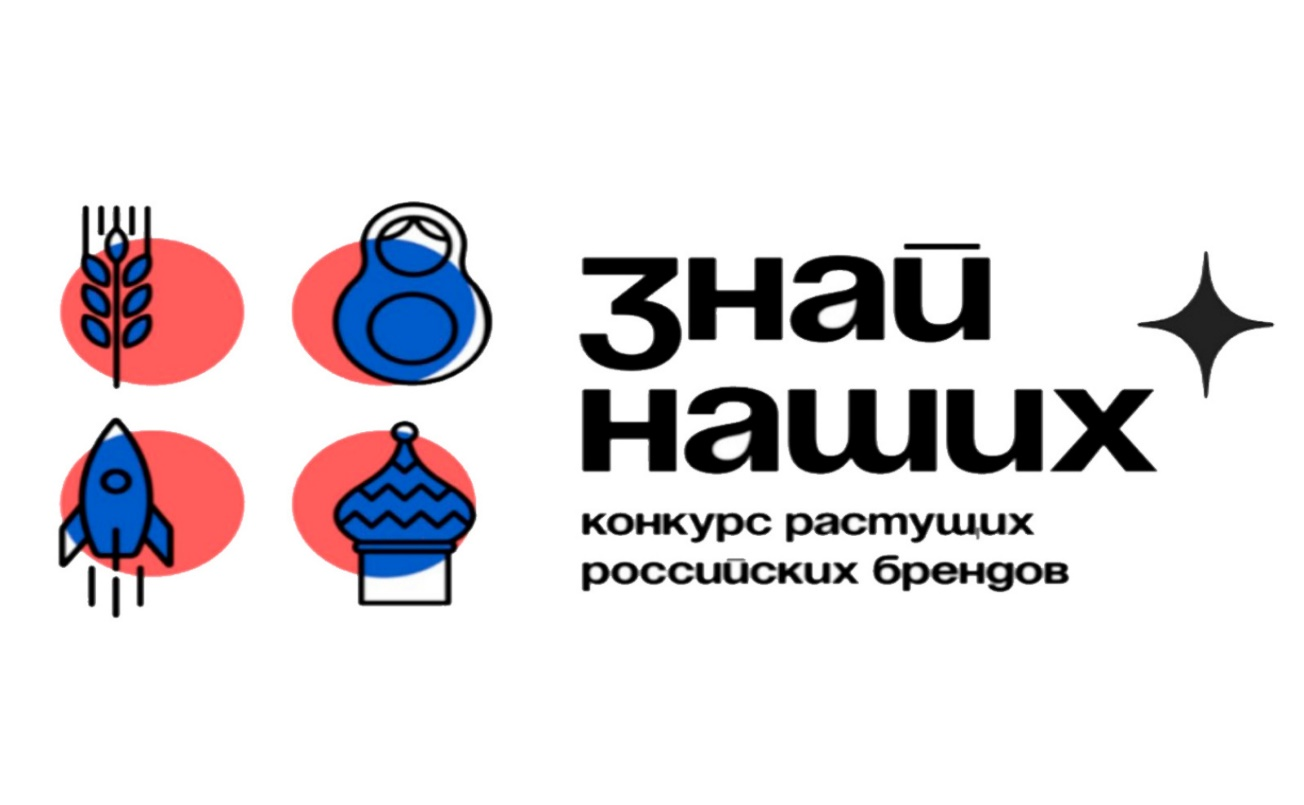 знай
наших
конкурс растущих
российских брендов